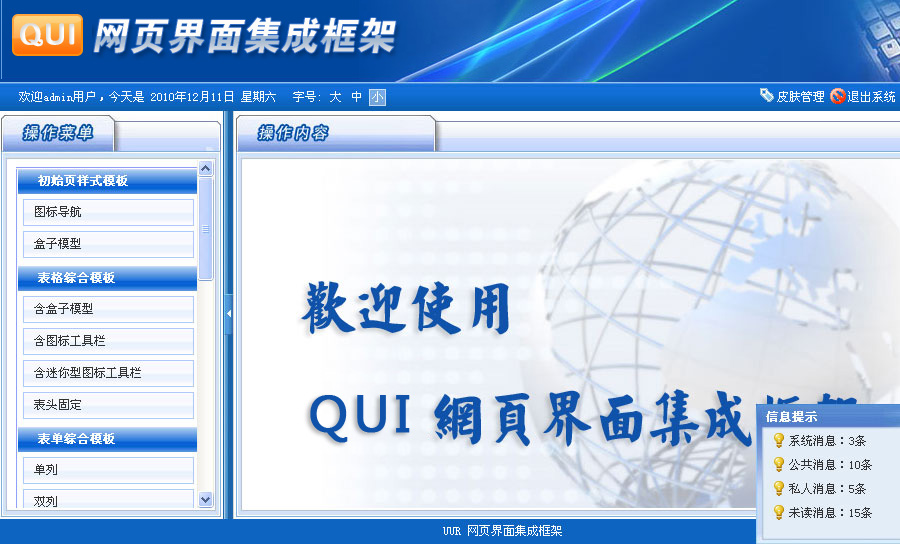 QUI 网页界面集成框架
欢迎admin用户，今天是 2010年12月11日 星期六 字号: 大 中 小
皮肤管理 退出系统
操作菜单
初始页样式模板
图标导航
盒子模型
表格综合模板
含盒子模型
含图标工具栏
含迷你型图标工具栏
表头固定
表单综合模板
单列
双列
操作内容
歡迎使用
QUI 網頁界面集成框架
信息提示
系统消息：3条
公共消息：10条
私人消息：5条
未读消息：15条
UUR 网页界面集成框架